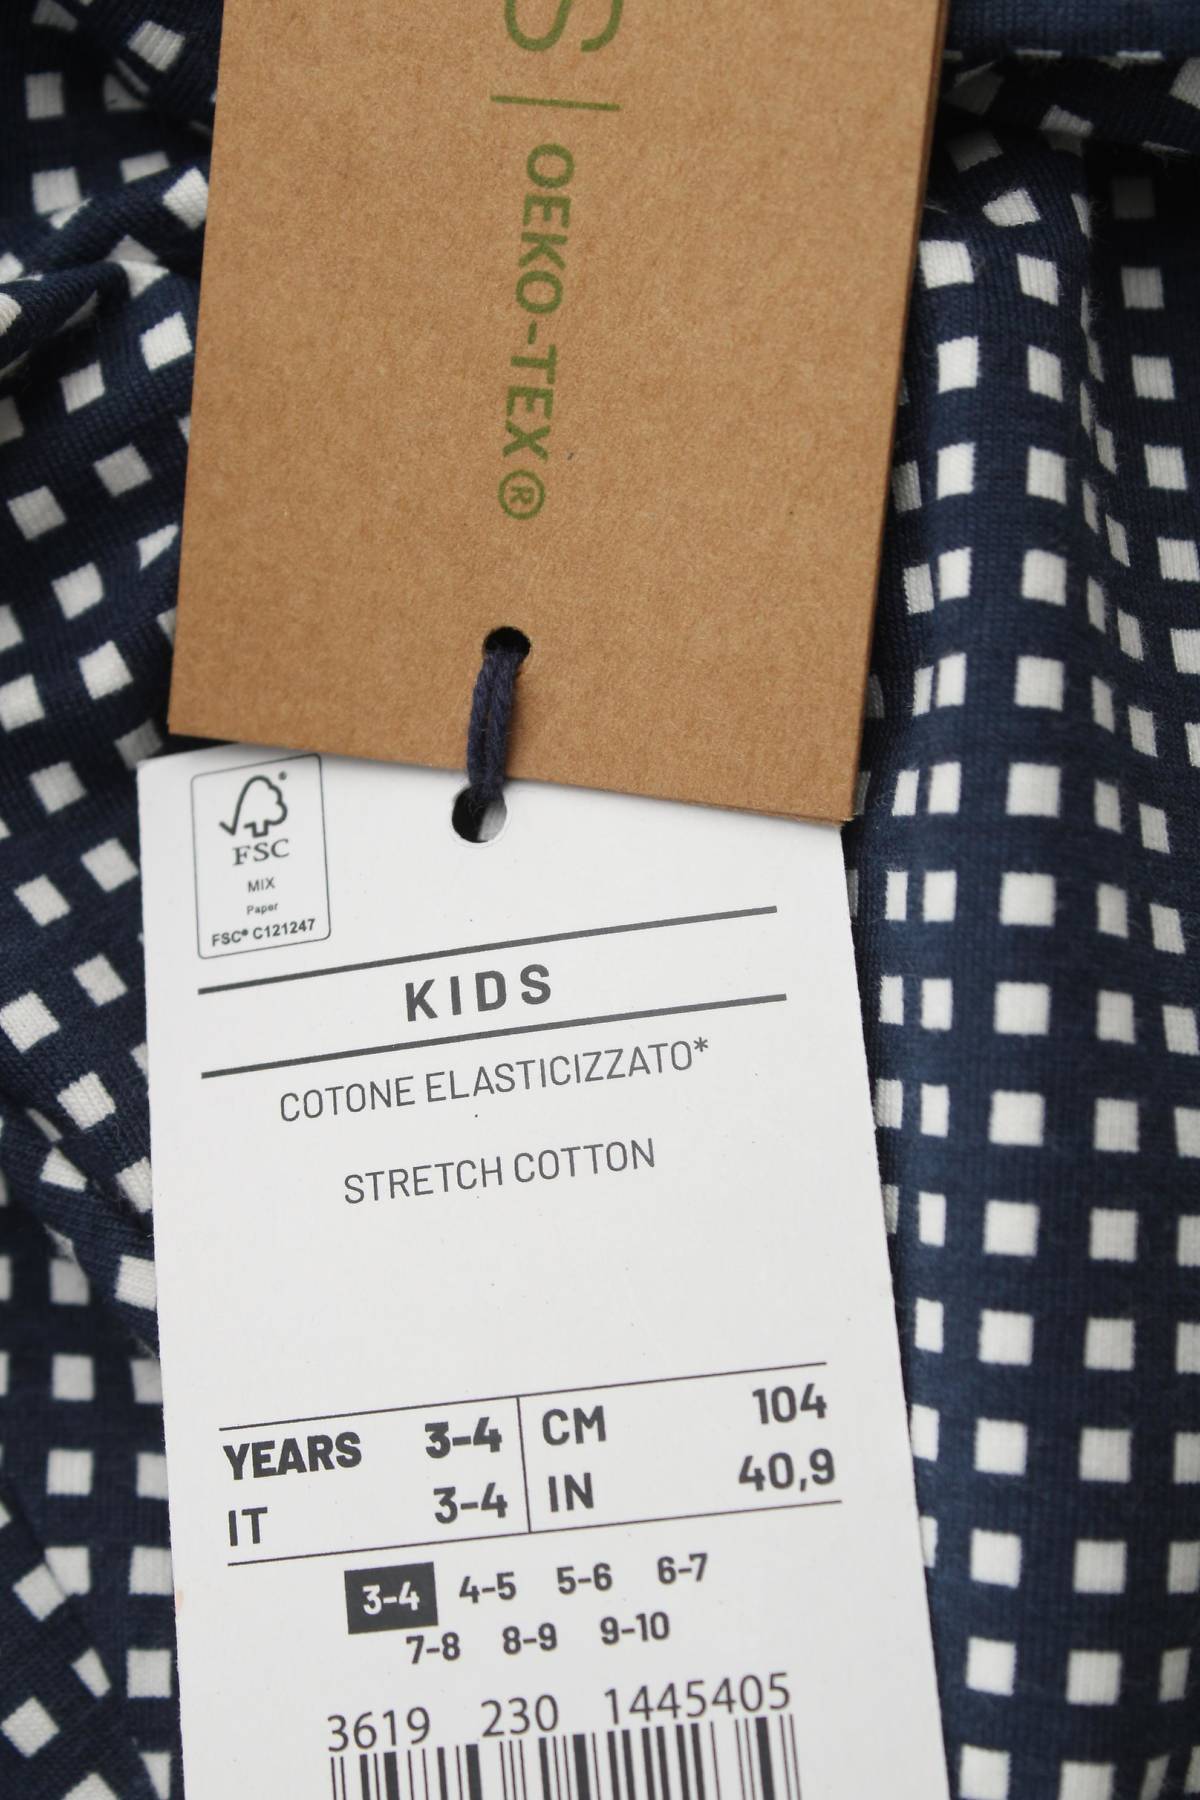 S | OEKO-TEX®
FSC
MIX
Paper
FSC® C121247
KIDS
COTONE ELASTICIZZATO*
STRETCH COTTON
YEARS 3-4 CM 104
IT 3-4 IN 40,9
3-4 4-5 5-6 6-7
7-8 8-9 9-10
3619 230 1445405